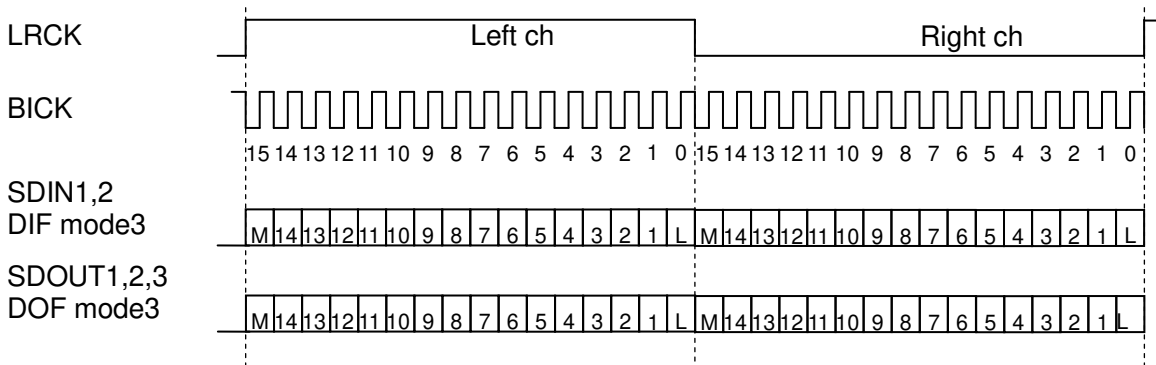 LRCK Left ch Right ch
BICK
15 14 13 12 11 10 9 8 7 6 5 4 3 2 1 0 15 14 13 12 11 10 9 8 7 6 5 4 3 2 1 0
SDIN1,2
DIF mode3
M 14 13 12 11 10 9 8 7 6 5 4 3 2 1 L M 14 13 12 11 10 9 8 7 6 5 4 3 2 1 L
SDOUT1,2,3
DOF mode3
M 14 13 12 11 10 9 8 7 6 5 4 3 2 1 L M 14 13 12 11 10 9 8 7 6 5 4 3 2 1 L